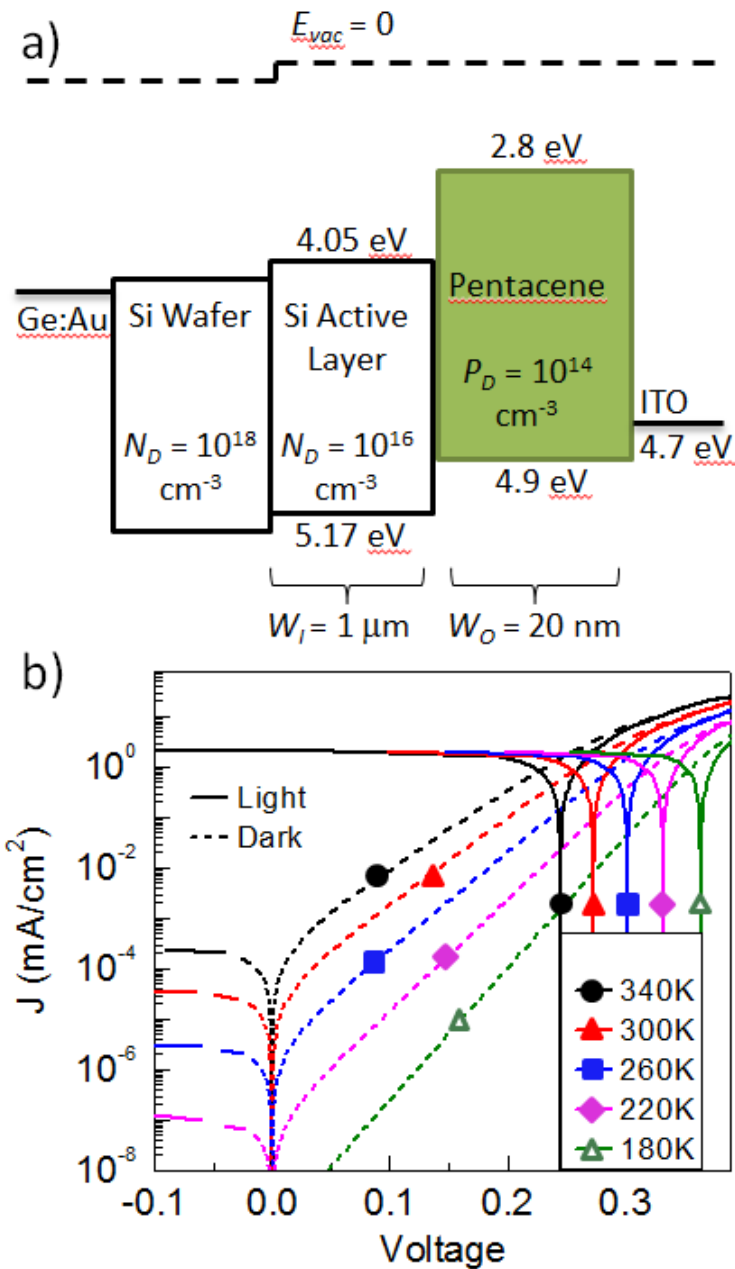 a)
E_vac = 0
2.8 eV
4.05 eV
Ge:Au
Si Wafer
Si Active
Layer
Pentacene
N_D = 10^18
cm^-3
N_D = 10^16
cm^-3
P_D = 10^14
cm^-3
ITO
4.7 eV
5.17 eV
4.9 eV
W_I = 1 μm
W_O = 20 nm
b)
J (mA/cm^2)
10^0
10^-2
10^-4
10^-6
10^-8
Light
Dark
340K
300K
260K
220K
180K
-0.1
0.0
0.1
0.2
0.3
Voltage